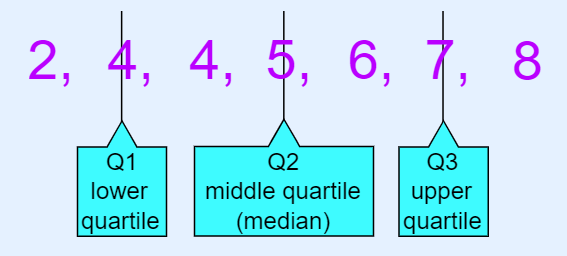 2, 4, 4, 5, 6, 7, 8
Q1
lower
quartile
Q2
middle quartile
(median)
Q3
upper
quartile